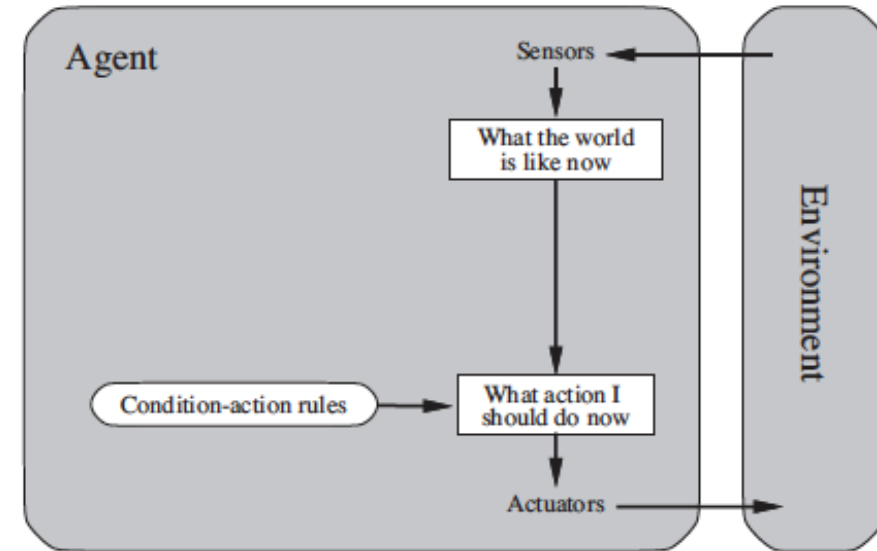 Agent
Sensors
What the world
is like now
Environment
Condition-action rules
What action I
should do now
Actuators